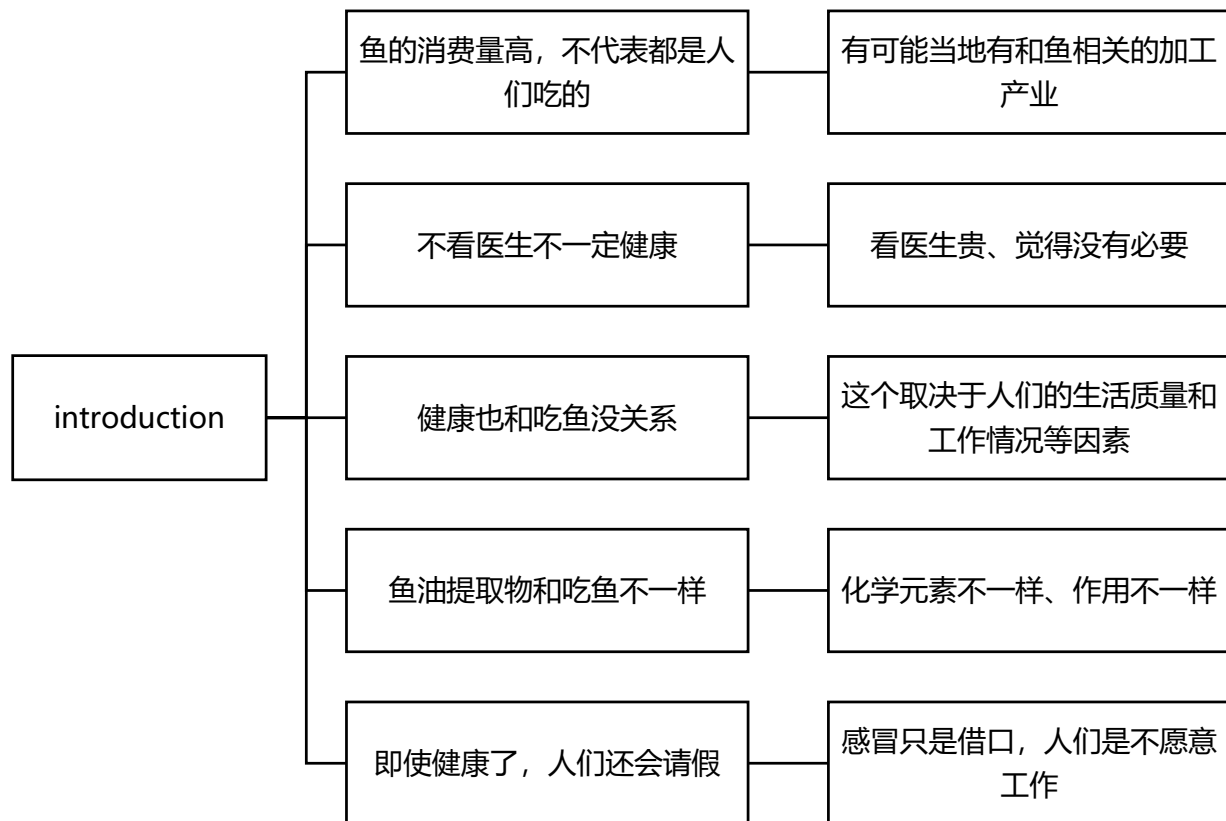 鱼的消费量高，不代表都是人
们吃的
有可能当地有和鱼相关的加工
产业
不看医生不一定健康
看医生贵、觉得没有必要
introduction
健康也和吃鱼没关系
这个取决于人们的生活质量和
工作情况等因素
鱼油提取物和吃鱼不一样
化学元素不一样、作用不一样
即使健康了，人们还会请假
感冒只是借口，人们是不愿意
工作